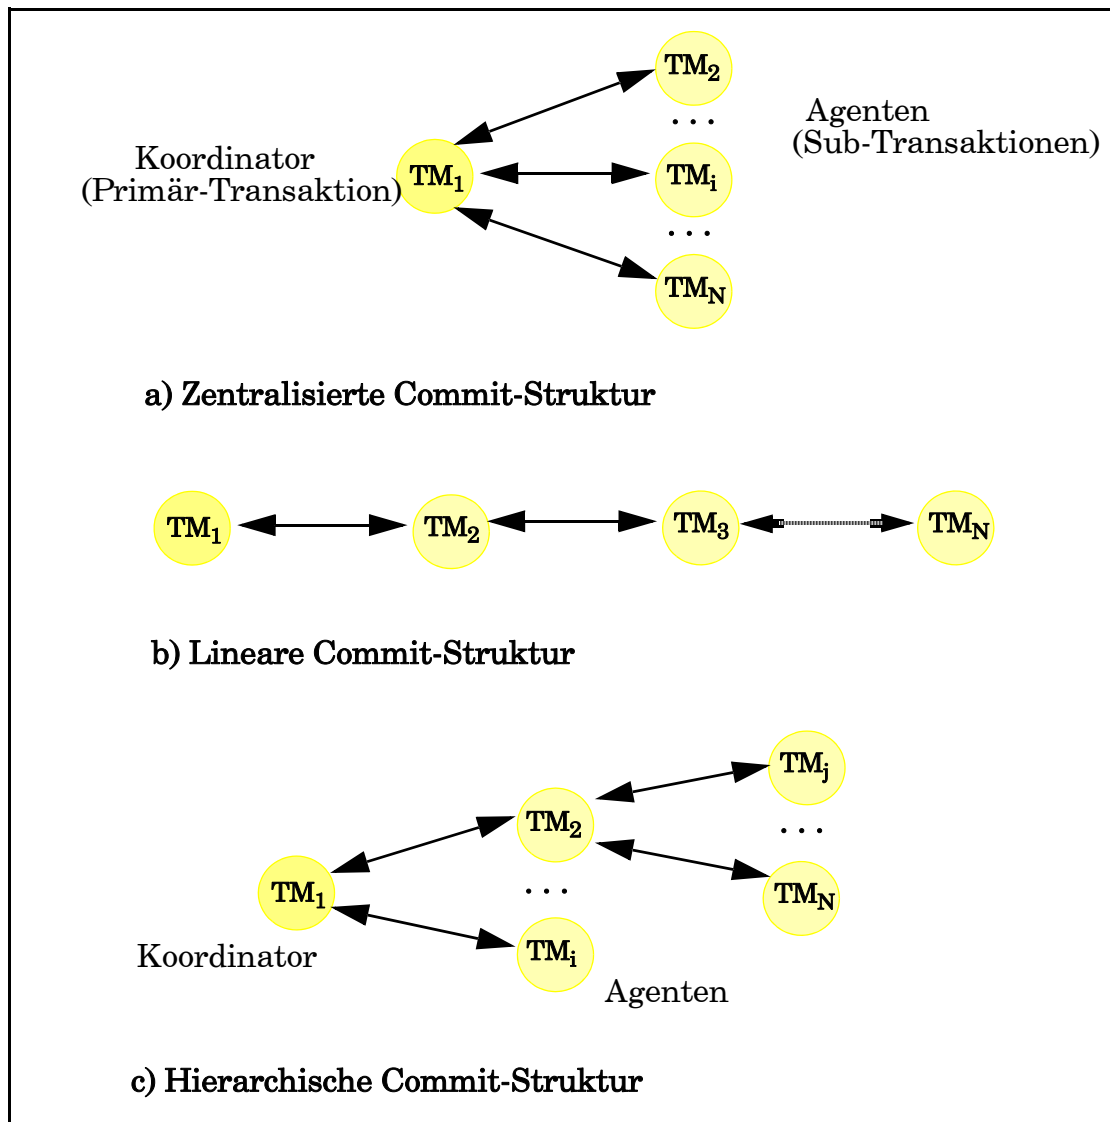 TM2
. . .
Agenten
(Sub-Transaktionen)
Koordinator
(Primär-Transaktion)
TM1
TMi
. . .
TMN
a) Zentralisierte Commit-Struktur
TM1 TM2 TM3 TMN
b) Lineare Commit-Struktur
TMj
TM2
. . .
TM1
. . .
TMN
Koordinator
TMi
Agenten
c) Hierarchische Commit-Struktur